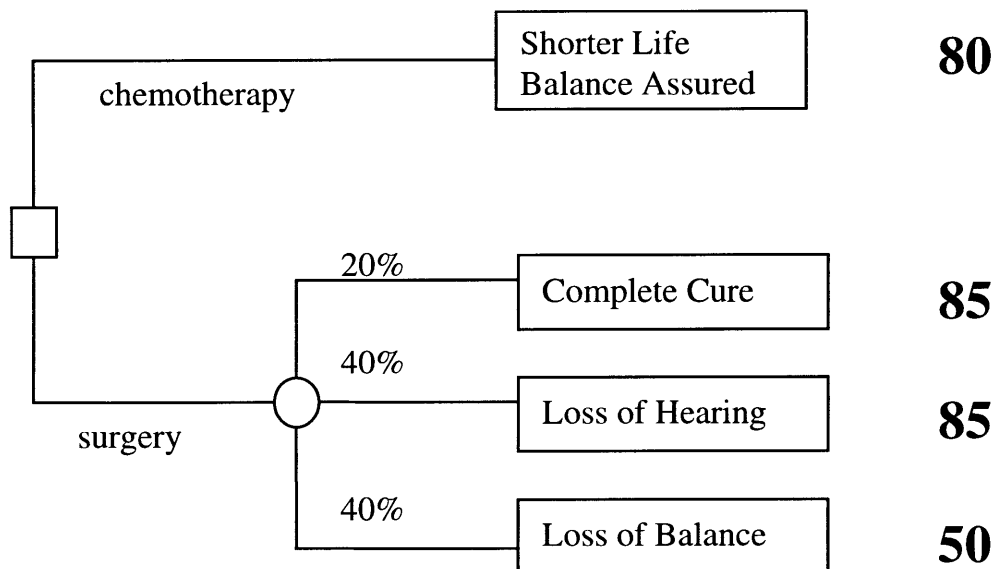 Shorter Life
Balance Assured
80
chemotherapy
20%
Complete Cure
85
40%
Loss of Hearing
85
surgery
40%
Loss of Balance
50